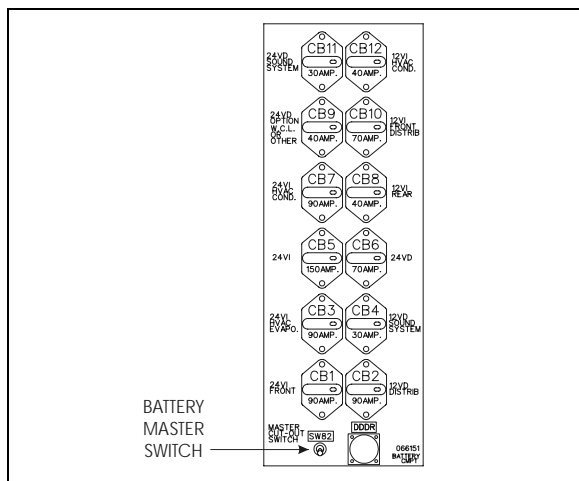 24VD
SOUND
SYSTEM
CB11
30AMP.
CB12
40AMP.
12VI
HVAC
COND.
24VD
OPTION
W.C.L.
OR
OTHER
CB9
40AMP.
CB10
70AMP.
12VI
FRONT
DISTRIB
24VI
HVAC
COND.
CB7
90AMP.
CB8
40AMP.
12VI
REAR
24VI
CB5
150AMP.
CB6
70AMP.
24VD
24VI
HVAC
EVAPO.
CB3
90AMP.
CB4
30AMP.
12VD
SOUND
SYSTEM
24VI
FRONT
CB1
90AMP.
CB2
90AMP.
12VD
DISTRIB
BATTERY
MASTER
SWITCH
MASTER
CUT-OUT
SWITCH
SW82
DDDR
066151
BATTERY
CMPT